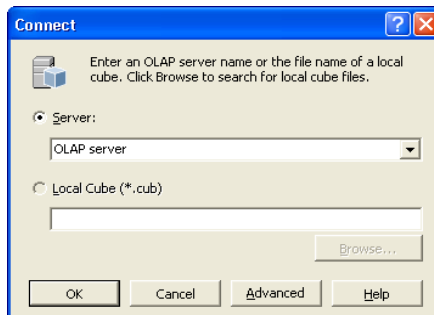 Connect
Enter an OLAP server name or the file name of a local
cube. Click Browse to search for local cube files.
Server:
OLAP server
Local Cube (*.cub)
Browse...
OK Cancel Advanced Help